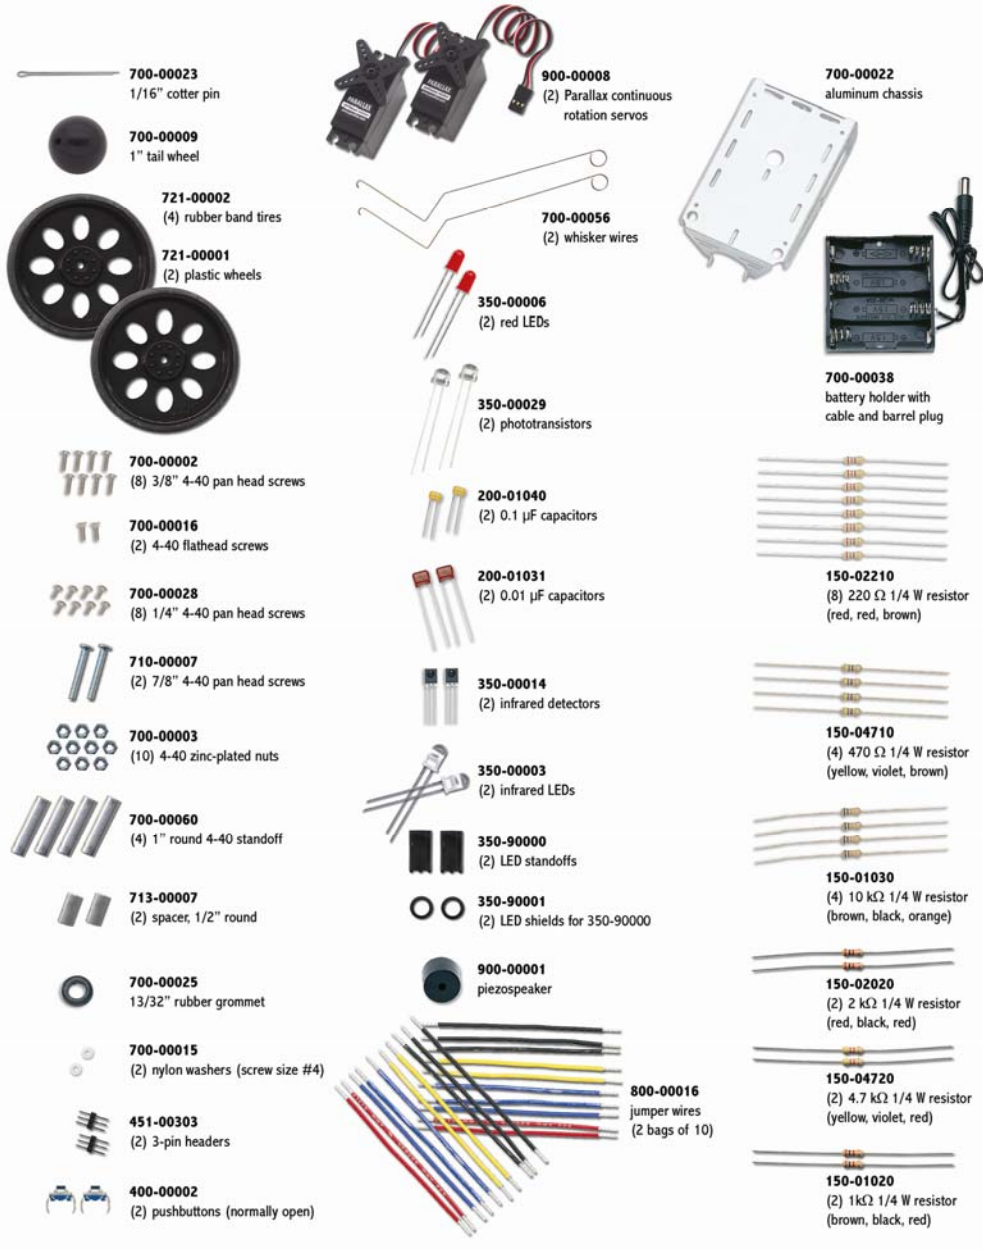 700-00023
1/16” cotter pin
700-00009
1” tail wheel
721-00002
(4) rubber band tires
721-00001
(2) plastic wheels
700-00002
(8) 3/8” 4-40 pan head screws
700-00016
(2) 4-40 flathead screws
700-00028
(8) 1/4” 4-40 pan head screws
710-00007
(2) 7/8” 4-40 pan head screws
700-00003
(10) 4-40 zinc-plated nuts
700-00060
(4) 1” round 4-40 standoff
713-00007
(2) spacer, 1/2” round
700-00025
13/32” rubber grommet
700-00015
(2) nylon washers (screw size #4)
451-00303
(2) 3-pin headers
400-00002
(2) pushbuttons (normally open)
PARALLAX
PARALLAX
900-00008
(2) Parallax continuous
rotation servos
700-00056
(2) whisker wires
350-00006
(2) red LEDs
350-00029
(2) phototransistors
200-01040
(2) 0.1 µF capacitors
200-01031
(2) 0.01 µF capacitors
350-00014
(2) infrared detectors
350-00003
(2) infrared LEDs
350-90000
(2) LED standoffs
350-90001
(2) LED shields for 350-90000
900-00001
piezospeaker
800-00016
jumper wires
(2 bags of 10)
700-00022
aluminum chassis
700-00038
battery holder with
cable and barrel plug
150-02210
(8) 220 Ω 1/4 W resistor
(red, red, brown)
150-04710
(4) 470 Ω 1/4 W resistor
(yellow, violet, brown)
150-01030
(4) 10 kΩ 1/4 W resistor
(brown, black, orange)
150-02020
(2) 2 kΩ 1/4 W resistor
(red, black, red)
150-04720
(2) 4.7 kΩ 1/4 W resistor
(yellow, violet, red)
150-01020
(2) 1kΩ 1/4 W resistor
(brown, black, red)